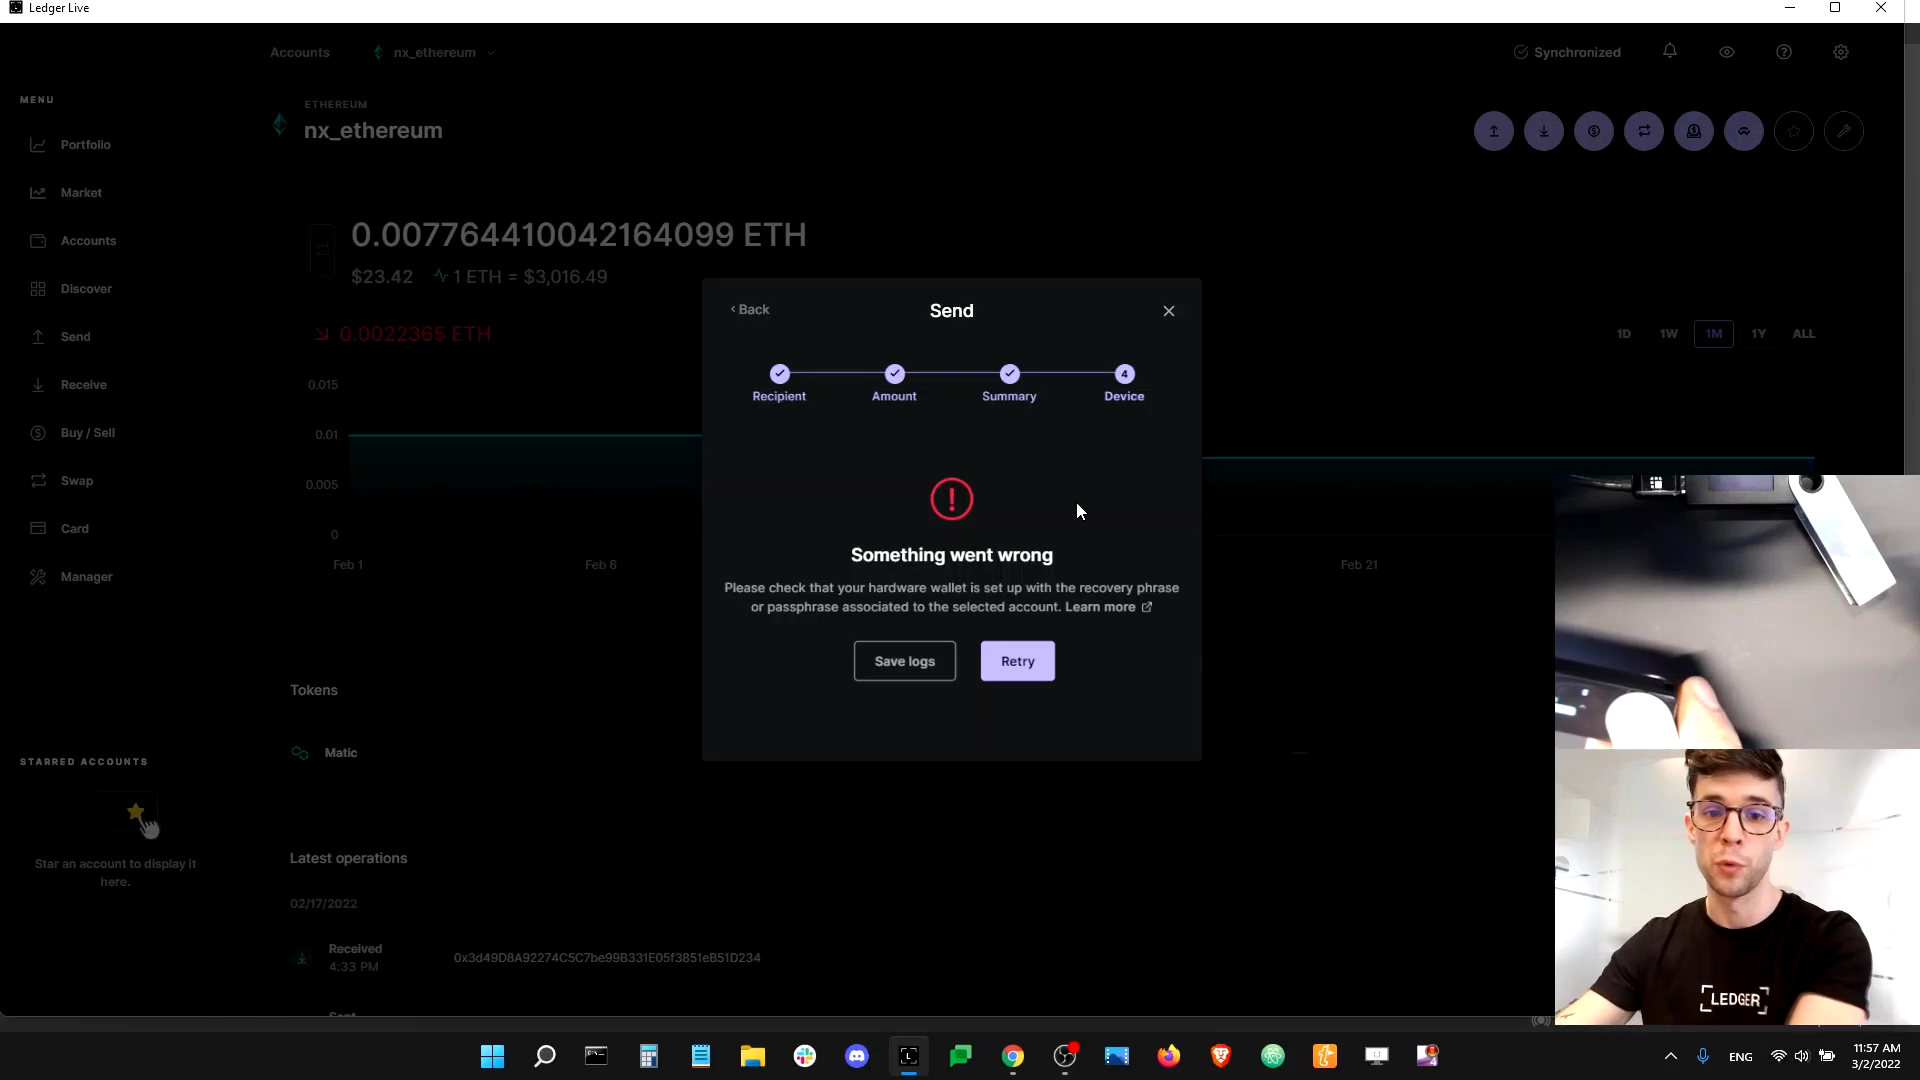 Ledger Live
Accounts
nx_ethereum
Synchronized
MENU
Portfolio
Market
Accounts
Discover
Send
Receive
Buy / Sell
Swap
Card
Manager
STARRED ACCOUNTS
Star an account to display it
here.
ETHEREUM
nx_ethereum
0.007764410042164099 ETH
$23.42
1 ETH = $3,016.49
0.0022365 ETH
1D
1W
1M
1Y
ALL
0.015
0.01
0.005
0
Feb 1
Feb 6
Feb 21
‹ Back
Send
Recipient
Amount
Summary
4
Device
Something went wrong
Please check that your hardware wallet is set up with the recovery phrase
or passphrase associated to the selected account. Learn more
Save logs
Retry
Tokens
Matic
Latest operations
02/17/2022
Received
4:33 PM
0x3d49D8A92274C5C7be99B331E05f3851eB51D234
LEDGER
ENG
11:57 AM
3/2/2022